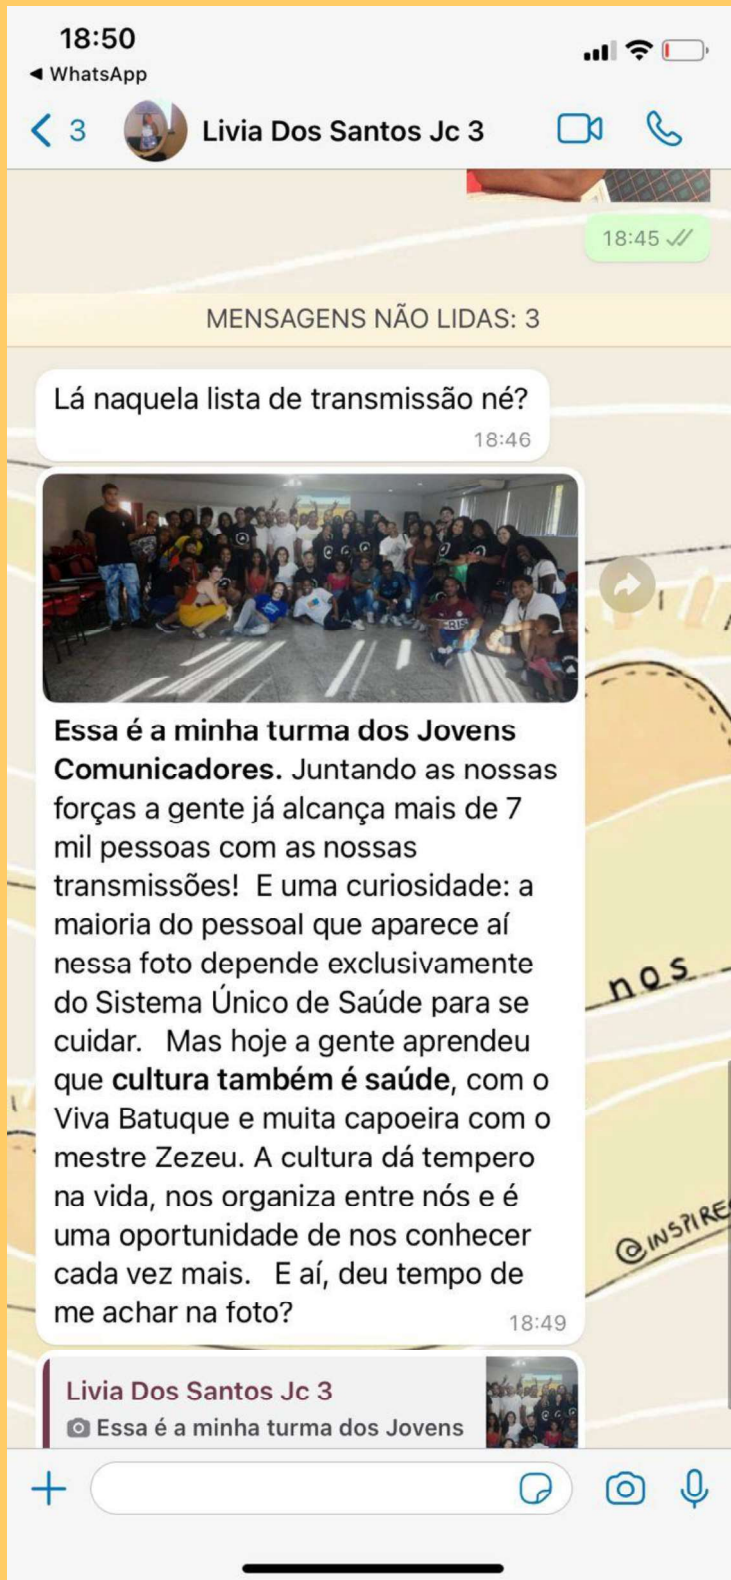 18:50
◀ WhatsApp
3
Livia Dos Santos Jc 3
18:45
MENSAGENS NÃO LIDAS: 3
Lá naquela lista de transmissão né?
18:46
Essa é a minha turma dos Jovens
Comunicadores. Juntando as nossas
forças a gente já alcança mais de 7
mil pessoas com as nossas
transmissões!  E uma curiosidade: a
maioria do pessoal que aparece aí
nessa foto depende exclusivamente
do Sistema Único de Saúde para se
cuidar.   Mas hoje a gente aprendeu
que cultura também é saúde, com o
Viva Batuque e muita capoeira com o
mestre Zezeu. A cultura dá tempero
na vida, nos organiza entre nós e é
uma oportunidade de nos conhecer
cada vez mais.   E aí, deu tempo de
me achar na foto?
18:49
nos
@INSPIRE
Livia Dos Santos Jc 3
Essa é a minha turma dos Jovens